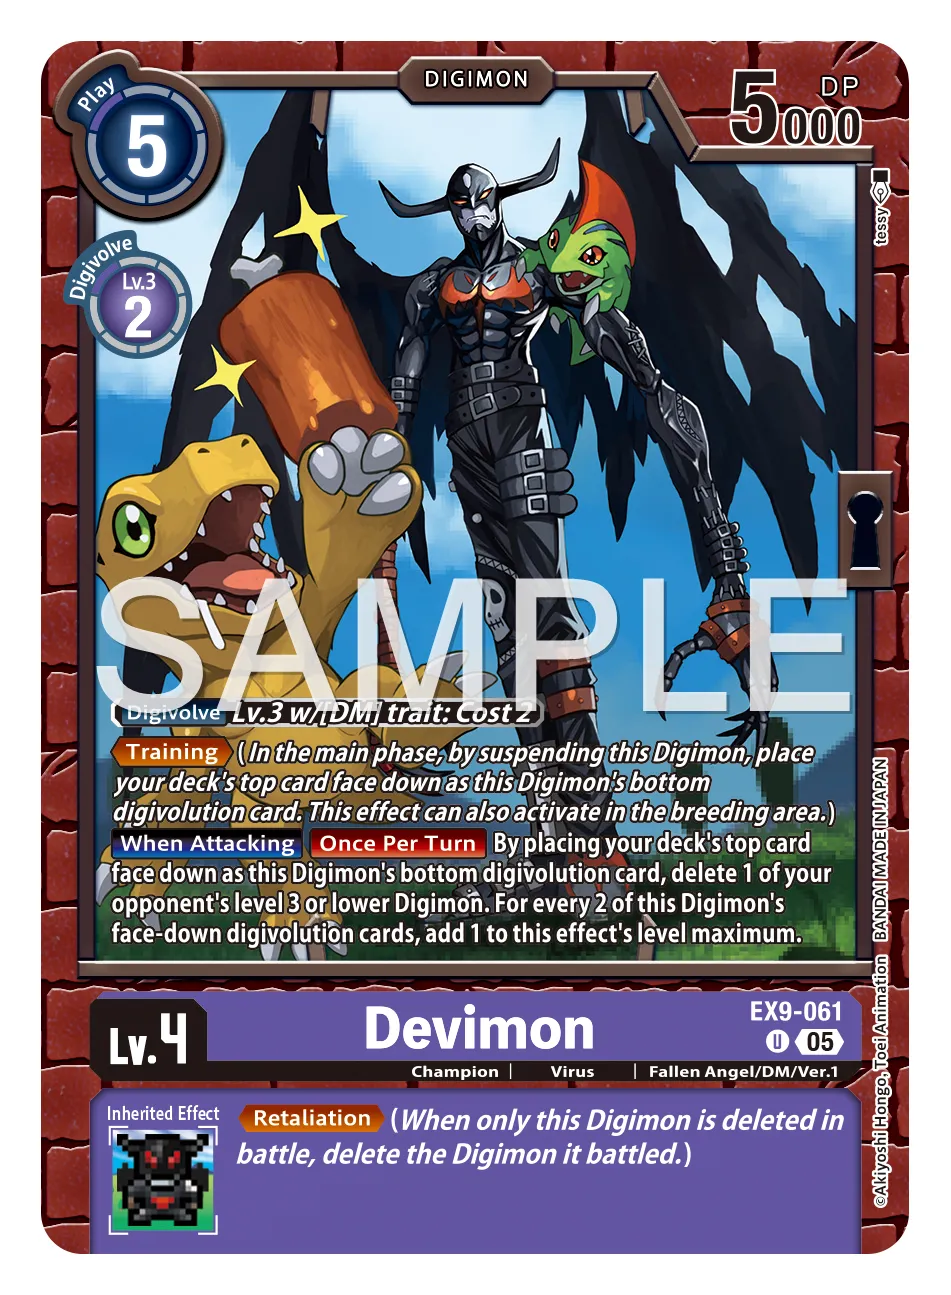 DIGIMON
Play
5
DP
5000
Digivolve
Lv.3
2
tessy
SAMPLE
Digivolve Lv.3 w/[DM] trait: Cost 2
Training (In the main phase, by suspending this Digimon, place
your deck's top card face down as this Digimon's bottom
digivolution card. This effect can also activate in the breeding area.)
When Attacking Once Per Turn By placing your deck's top card
face down as this Digimon's bottom digivolution card, delete 1 of your
opponent's level 3 or lower Digimon. For every 2 of this Digimon's
face-down digivolution cards, add 1 to this effect's level maximum.
BANDAI MADE IN JAPAN
©Akiyoshi Hongo, Toei Animation
Lv.4
Devimon
EX9-061
U 05
Champion | Virus | Fallen Angel/DM/Ver.1
Inherited Effect
Retaliation (When only this Digimon is deleted in
battle, delete the Digimon it battled.)